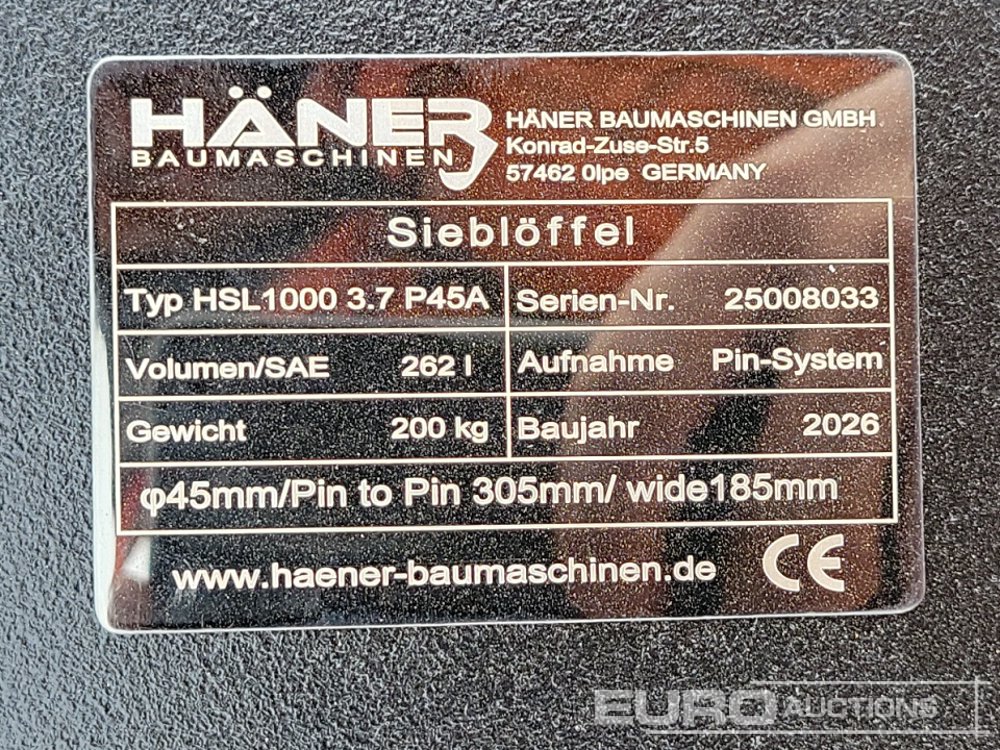 HÄNER
BAUMASCHINEN
HÄNER BAUMASCHINEN GMBH.
Konrad-Zuse-Str.5
57462 Olpe GERMANY
Sieblöffel
Typ HSL1000 3.7 P45A Serien-Nr. 25008033
Volumen/SAE 262 l Aufnahme Pin-System
Gewicht 200 kg Baujahr 2026
φ45mm/Pin to Pin 305mm/ wide185mm
www.haener-baumaschinen.de CE
EURO AUCTIONS